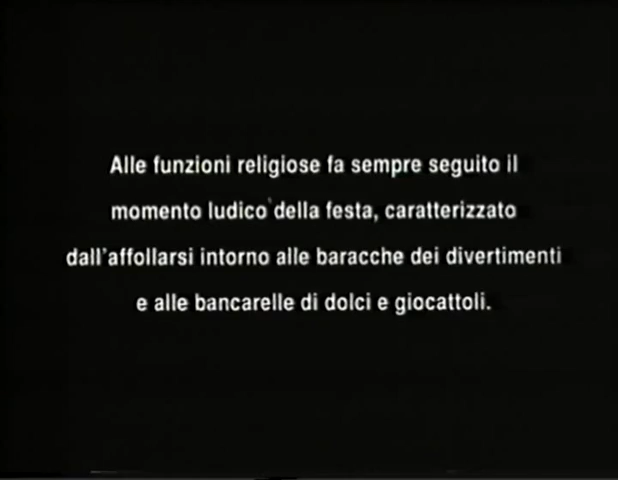 Alle funzioni religiose fa sempre seguito il
momento ludico della festa, caratterizzato
dall'affollarsi intorno alle baracche dei divertimenti
e alle bancarelle di dolci e giocattoli.